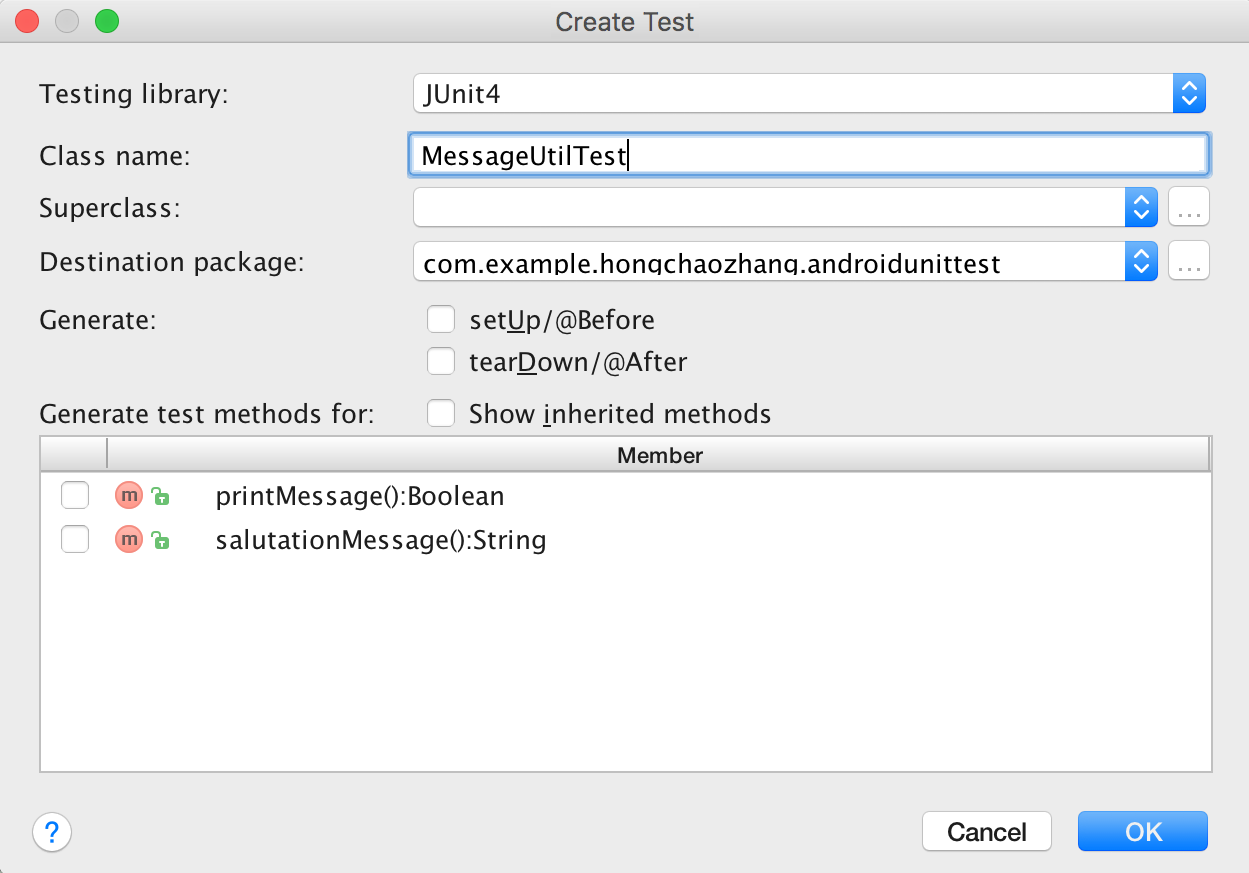 Create Test
Testing library: JUnit4
Class name: MessageUtilTest
Superclass: ...
Destination package: com.example.hongchaozhang.androidunittest ...
Generate: setUp/@Before
tearDown/@After
Generate test methods for: Show inherited methods
Member
m printMessage():Boolean
m salutationMessage():String
? Cancel OK